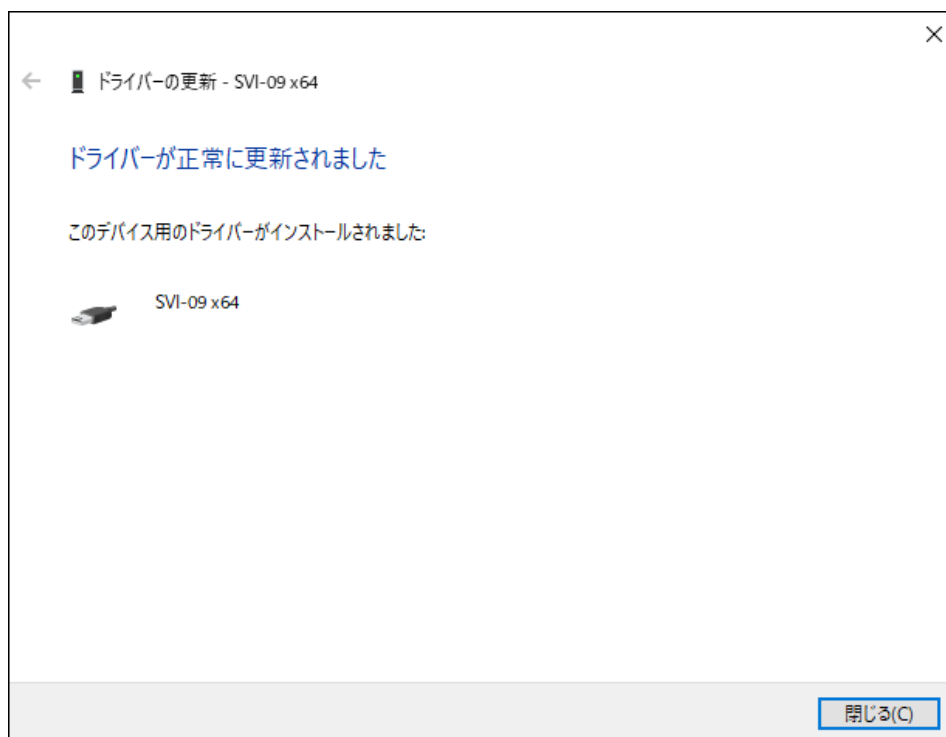 ドライバーの更新 - SVI-09 x64
ドライバーが正常に更新されました
このデバイス用のドライバーがインストールされました:
SVI-09 x64
閉じる(C)